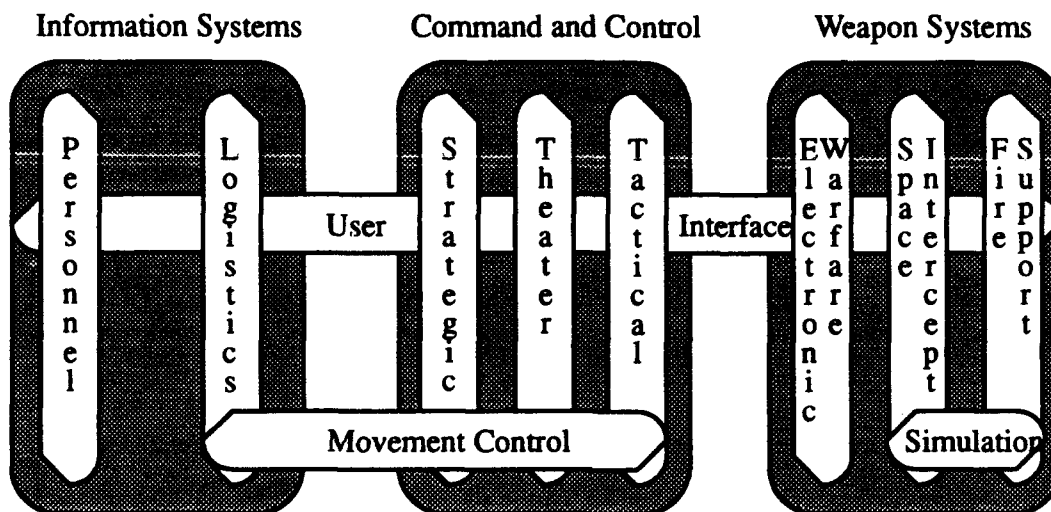 Information Systems
Command and Control
Weapon Systems
Personnel
Logistics
Strategic
Theater
Tactical
Electronic
Warfare
Space
Intercept
Fire
Support
User
Interface
Movement Control
Simulation